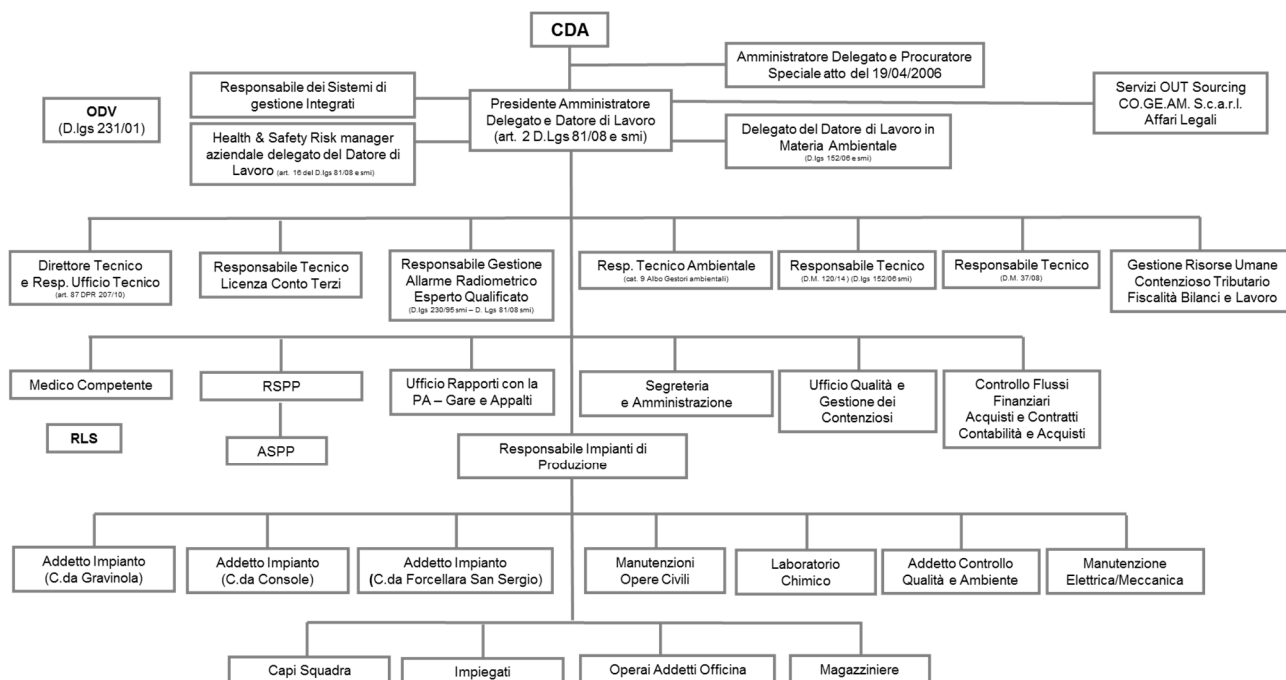 CDA
Amministratore Delegato e Procuratore
Speciale atto del 19/04/2006
Responsabile dei Sistemi di
gestione Integrati
Servizi OUT Sourcing
CO.GE.AM. S.c.a.r.l.
Affari Legali
ODV
(D.lgs 231/01)
Presidente Amministratore
Delegato e Datore di Lavoro
(art. 2 D.Lgs 81/08 e smi)
Health & Safety Risk manager
aziendale delegato del Datore di
Lavoro (art. 16 del D.lgs 81/08 e smi)
Delegato del Datore di Lavoro in
Materia Ambientale
(D.lgs 152/06 e smi)
Direttore Tecnico
e Resp. Ufficio Tecnico
(art. 87 DPR 207/10)
Responsabile Tecnico
Licenza Conto Terzi
Responsabile Gestione
Allarme Radiometrico
Esperto Qualificato
(D.lgs 230/95 smi – D. Lgs 81/08 smi)
Resp. Tecnico Ambientale
(cat. 9 Albo Gestori ambientali)
Responsabile Tecnico
(D.M. 120/14 ) (D.lgs 152/06 smi)
Responsabile Tecnico
(D.M. 37/08)
Gestione Risorse Umane
Contenzioso Tributario
Fiscalità Bilanci e Lavoro
Medico Competente
RSPP
Ufficio Rapporti con la
PA – Gare e Appalti
Segreteria
e Amministrazione
Ufficio Qualità e
Gestione dei
Contenziosi
Controllo Flussi
Finanziari
Acquisti e Contratti
Contabilità e Acquisti
RLS
ASPP
Responsabile Impianti di
Produzione
Addetto Impianto
(C.da Gravinola)
Addetto Impianto
(C.da Console)
Addetto Impianto
(C.da Forcellara San Sergio)
Manutenzioni
Opere Civili
Laboratorio
Chimico
Addetto Controllo
Qualità e Ambiente
Manutenzione
Elettrica/Meccanica
Capi Squadra
Impiegati
Operai Addetti Officina
Magazziniere